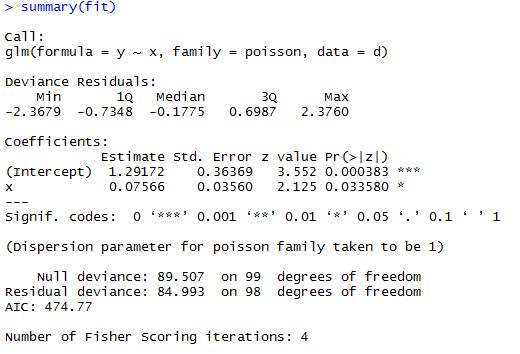 > summary(fit)
Call:
glm(formula = y ~ x, family = poisson, data = d)
Deviance Residuals:
    Min       1Q   Median       3Q      Max
-2.3679  -0.7348  -0.1775   0.6987   2.3760
Coefficients:
            Estimate Std. Error z value Pr(>|z|)
(Intercept)  1.29172    0.36369   3.552 0.000383 ***
x            0.07566    0.03560   2.125 0.033580 *
---
Signif. codes:  0 ‘***’ 0.001 ‘**’ 0.01 ‘*’ 0.05 ‘.’ 0.1 ‘ ’ 1
(Dispersion parameter for poisson family taken to be 1)
    Null deviance: 89.507  on 99  degrees of freedom
Residual deviance: 84.993  on 98  degrees of freedom
AIC: 474.77
Number of Fisher Scoring iterations: 4